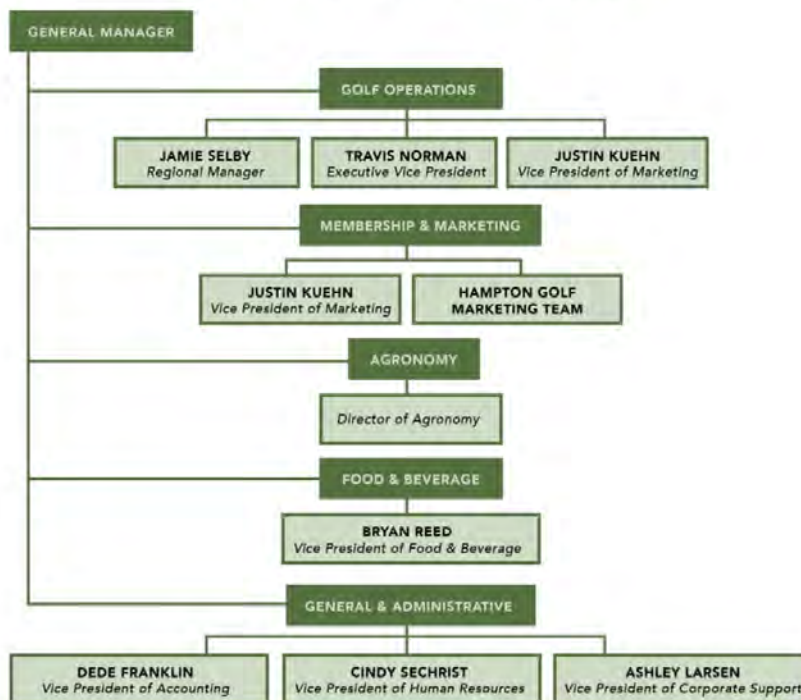 GENERAL MANAGER
GOLF OPERATIONS
JAMIE SELBY
Regional Manager
TRAVIS NORMAN
Executive Vice President
JUSTIN KUEHN
Vice President of Marketing
MEMBERSHIP & MARKETING
JUSTIN KUEHN
Vice President of Marketing
HAMPTON GOLF
MARKETING TEAM
AGRONOMY
Director of Agronomy
FOOD & BEVERAGE
BRYAN REED
Vice President of Food & Beverage
GENERAL & ADMINISTRATIVE
DEDE FRANKLIN
Vice President of Accounting
CINDY SECHRIST
Vice President of Human Resources
ASHLEY LARSEN
Vice President of Corporate Support